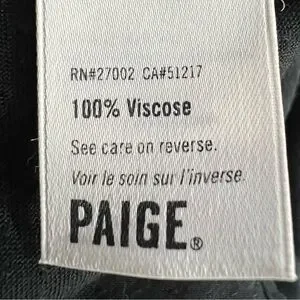 RN#27002 CA#51217
100% Viscose
See care on reverse.
Voir le soin sur l'inverse.
PAIGE®